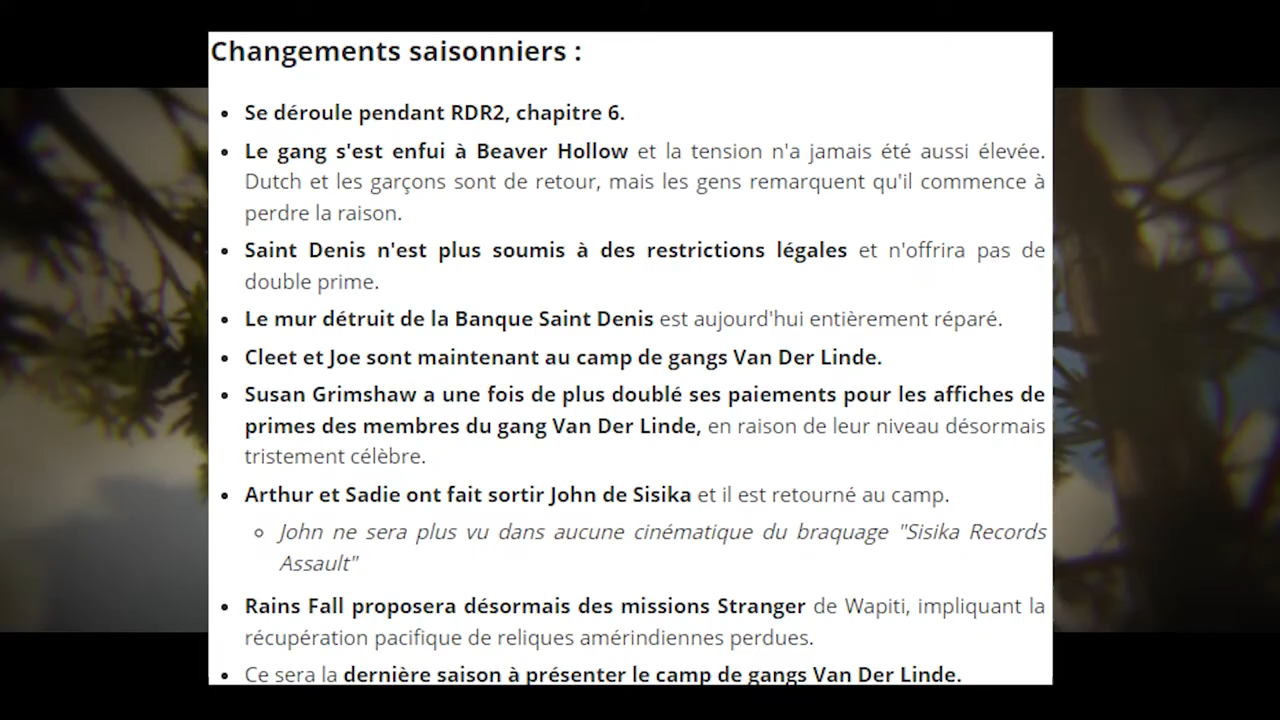 Changements saisonniers :
• Se déroule pendant RDR2, chapitre 6.
• Le gang s'est enfui à Beaver Hollow et la tension n'a jamais été aussi élevée.
Dutch et les garçons sont de retour, mais les gens remarquent qu'il commence à
perdre la raison.
• Saint Denis n'est plus soumis à des restrictions légales et n'offrira pas de
double prime.
• Le mur détruit de la Banque Saint Denis est aujourd'hui entièrement réparé.
• Cleet et Joe sont maintenant au camp de gangs Van Der Linde.
• Susan Grimshaw a une fois de plus doublé ses paiements pour les affiches de
primes des membres du gang Van Der Linde, en raison de leur niveau désormais
tristement célèbre.
• Arthur et Sadie ont fait sortir John de Sisika et il est retourné au camp.
◦ John ne sera plus vu dans aucune cinématique du braquage "Sisika Records
Assault"
• Rains Fall proposera désormais des missions Stranger de Wapiti, impliquant la
récupération pacifique de reliques amérindiennes perdues.
• Ce sera la dernière saison à présenter le camp de gangs Van Der Linde.